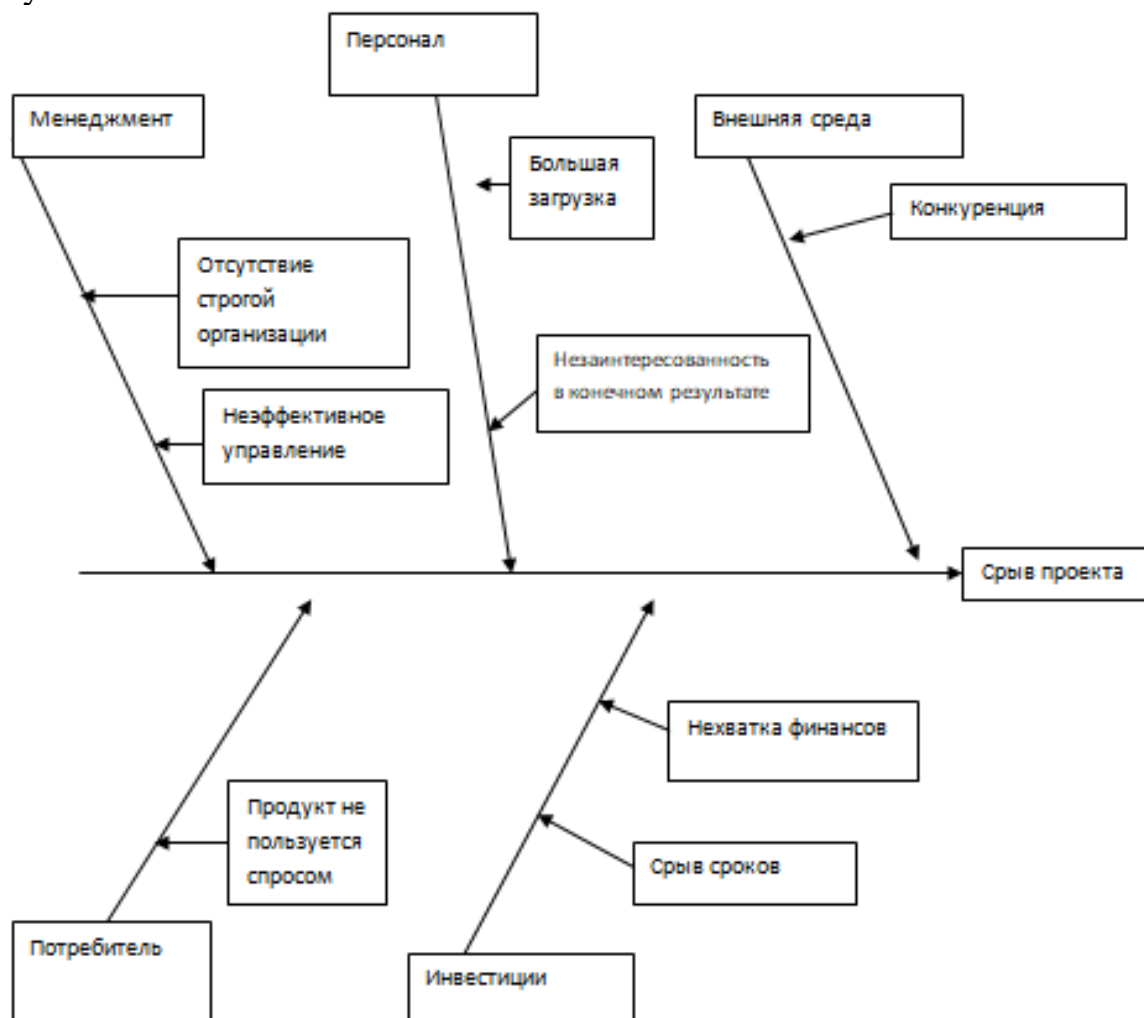 у
Персонал
Менеджмент
Внешняя среда
Большая
загрузка
Конкуренция
Отсутствие
строгой
организации
Незаинтересованность
в конечном результате
Неэффективное
управление
Срыв проекта
Нехватка финансов
Продукт не
пользуется
спросом
Срыв сроков
Потребитель
Инвестиции